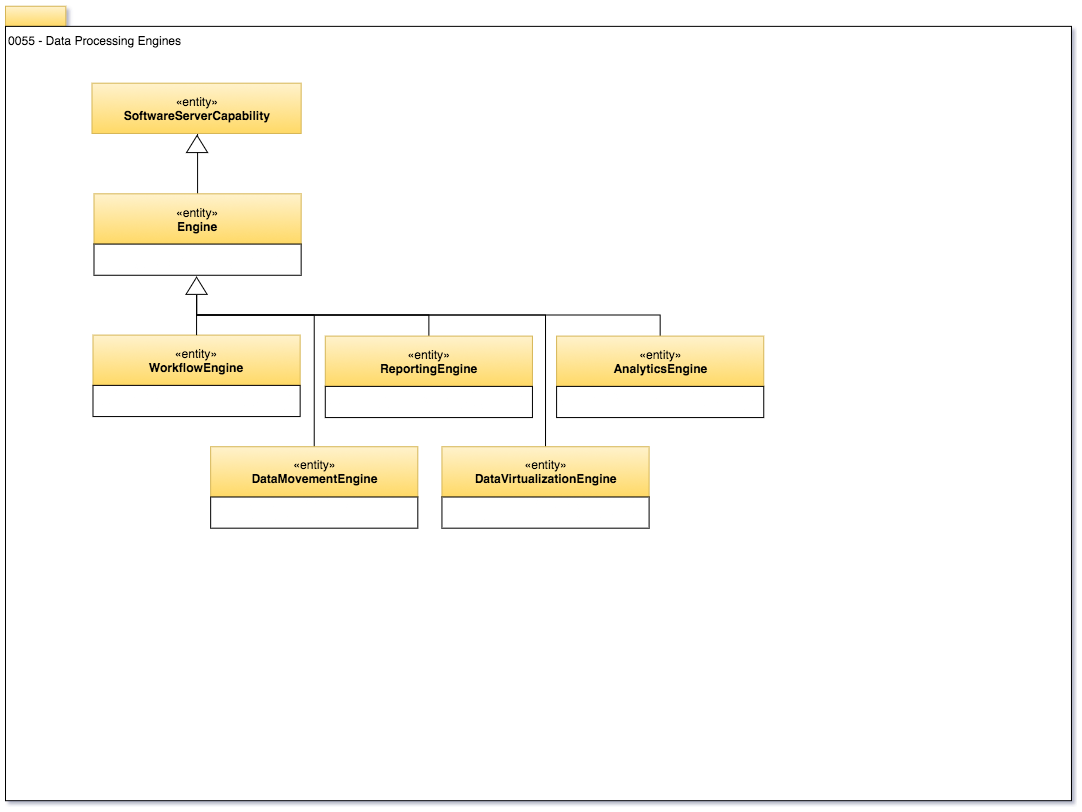 0055 - Data Processing Engines
«entity»
SoftwareServerCapability
«entity»
Engine
«entity»
WorkflowEngine
«entity»
ReportingEngine
«entity»
AnalyticsEngine
«entity»
DataMovementEngine
«entity»
DataVirtualizationEngine